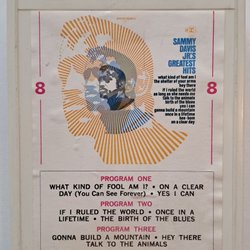 SAMMY
DAVIS
JR.'S
GREATEST
HITS
what kind of fool am I
the shelter of your arms
hey there
if I ruled the world
as long as she needs me
talk to the animals
birth of the blues
yes I can
gonna build a mountain
once in a lifetime
bee-boom
on a clear day
8
8
PROGRAM ONE
WHAT KIND OF FOOL AM I? • ON A CLEAR
DAY (You Can See Forever) • YES I CAN
PROGRAM TWO
IF I RULED THE WORLD • ONCE IN A
LIFETIME • THE BIRTH OF THE BLUES
PROGRAM THREE
GONNA BUILD A MOUNTAIN • HEY THERE
TALK TO THE ANIMALS